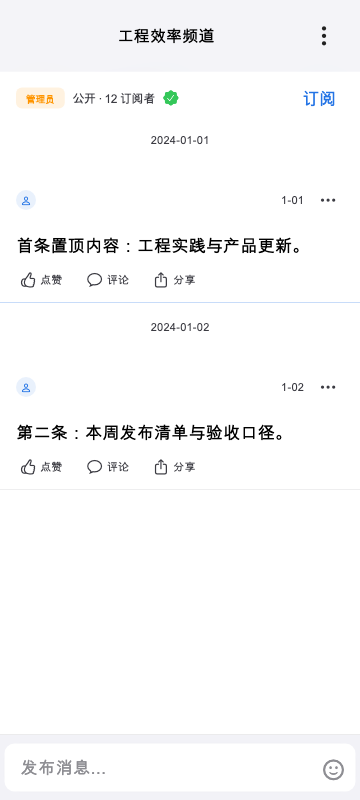 工程效率频道
管理员 公开 · 12 订阅者 订阅
2024-01-01
1-01
首条置顶内容：工程实践与产品更新。
点赞 评论 分享
2024-01-02
1-02
第二条：本周发布清单与验收口径。
点赞 评论 分享
发布消息...